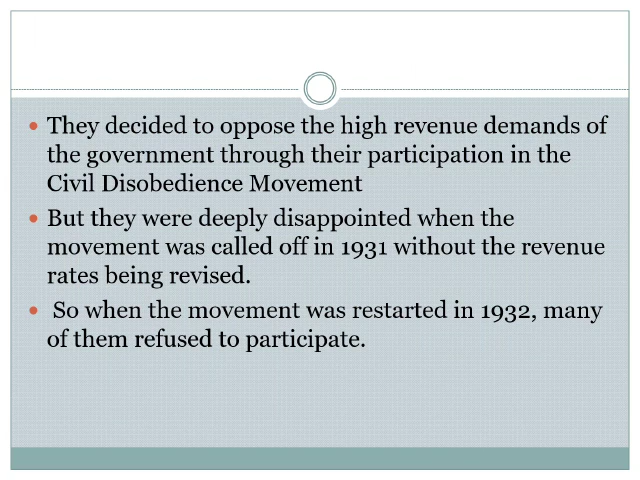 • They decided to oppose the high revenue demands of
the government through their participation in the
Civil Disobedience Movement
• But they were deeply disappointed when the
movement was called off in 1931 without the revenue
rates being revised.
• So when the movement was restarted in 1932, many
of them refused to participate.